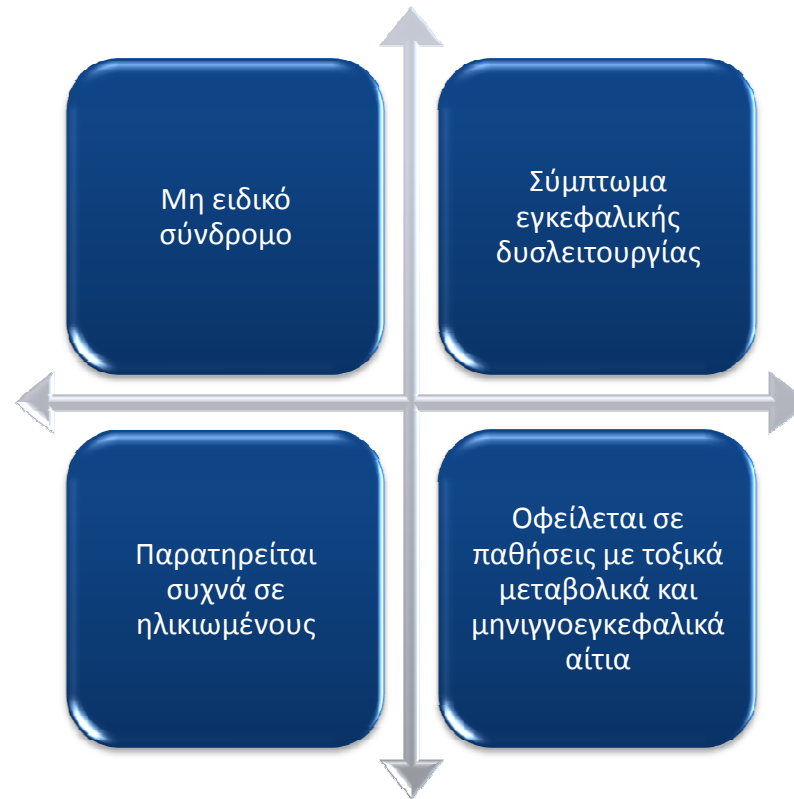 Μη ειδικό
σύνδρομο
Σύμπτωμα
εγκεφαλικής
δυσλειτουργίας
Παρατηρείται
συχνά σε
ηλικιωμένους
Οφείλεται σε
παθήσεις με τοξικά
μεταβολικά και
μηνιγγοεγκεφαλικά
αίτια